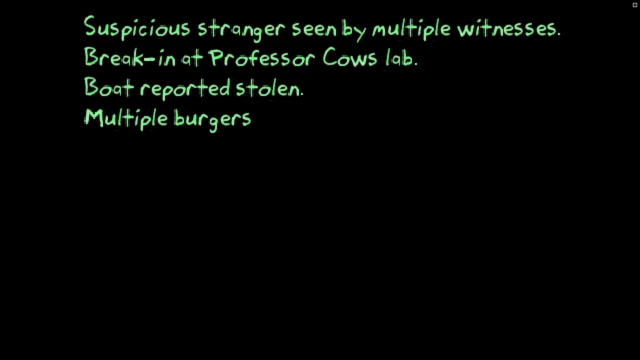 Suspicious stranger seen by multiple witnesses.
Break-in at Professor Cows lab.
Boat reported stolen.
Multiple burgers